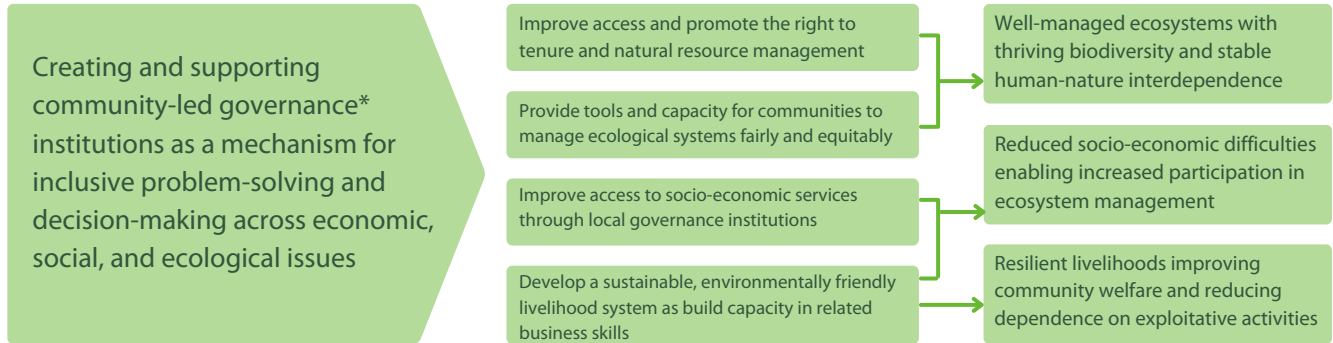 Creating and supporting
community-led governance*
institutions as a mechanism for
inclusive problem-solving and
decision-making across economic,
social, and ecological issues
Improve access and promote the right to
tenure and natural resource management
Provide tools and capacity for communities to
manage ecological systems fairly and equitably
Improve access to socio-economic services
through local governance institutions
Develop a sustainable, environmentally friendly
livelihood system as build capacity in related
business skills
Well-managed ecosystems with
thriving biodiversity and stable
human-nature interdependence
Reduced socio-economic difficulties
enabling increased participation in
ecosystem management
Resilient livelihoods improving
community welfare and reducing
dependence on exploitative activities